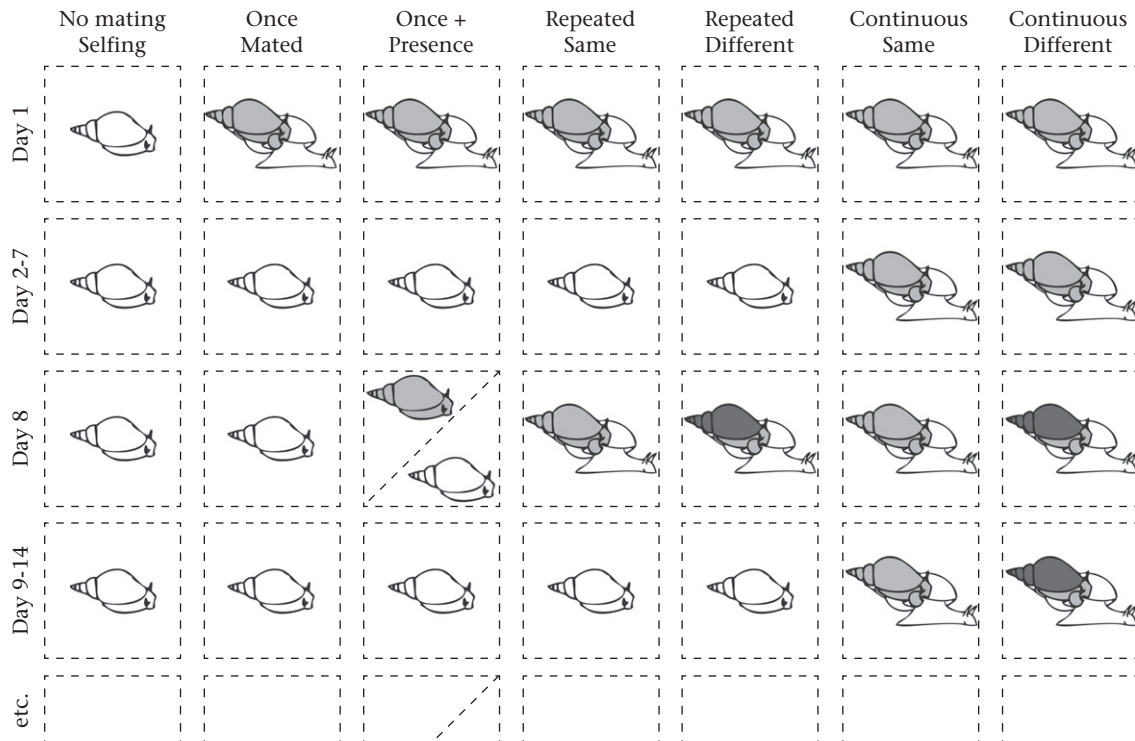 No mating
Selfing
Once
Mated
Once +
Presence
Repeated
Same
Repeated
Different
Continuous
Same
Continuous
Different
Day 1
Day 2-7
Day 8
Day 9-14
etc.